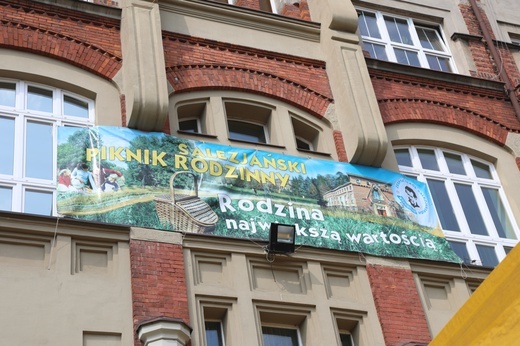 SALEZJAŃSKI
PIKNIK RODZINNY
Rodzina
największą wartością